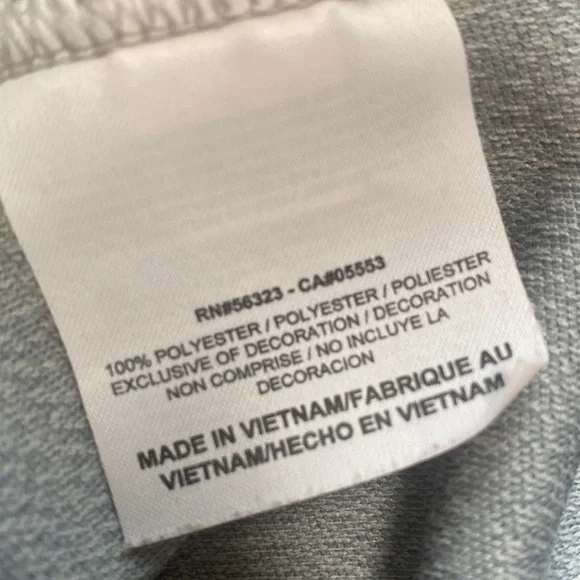 RN#56323 - CA#05553
100% POLYESTER / POLYESTER / POLIESTER
EXCLUSIVE OF DECORATION / DECORATION
NON COMPRISE / NO INCLUYE LA
DECORACION
MADE IN VIETNAM/FABRIQUE AU
VIETNAM/HECHO EN VIETNAM